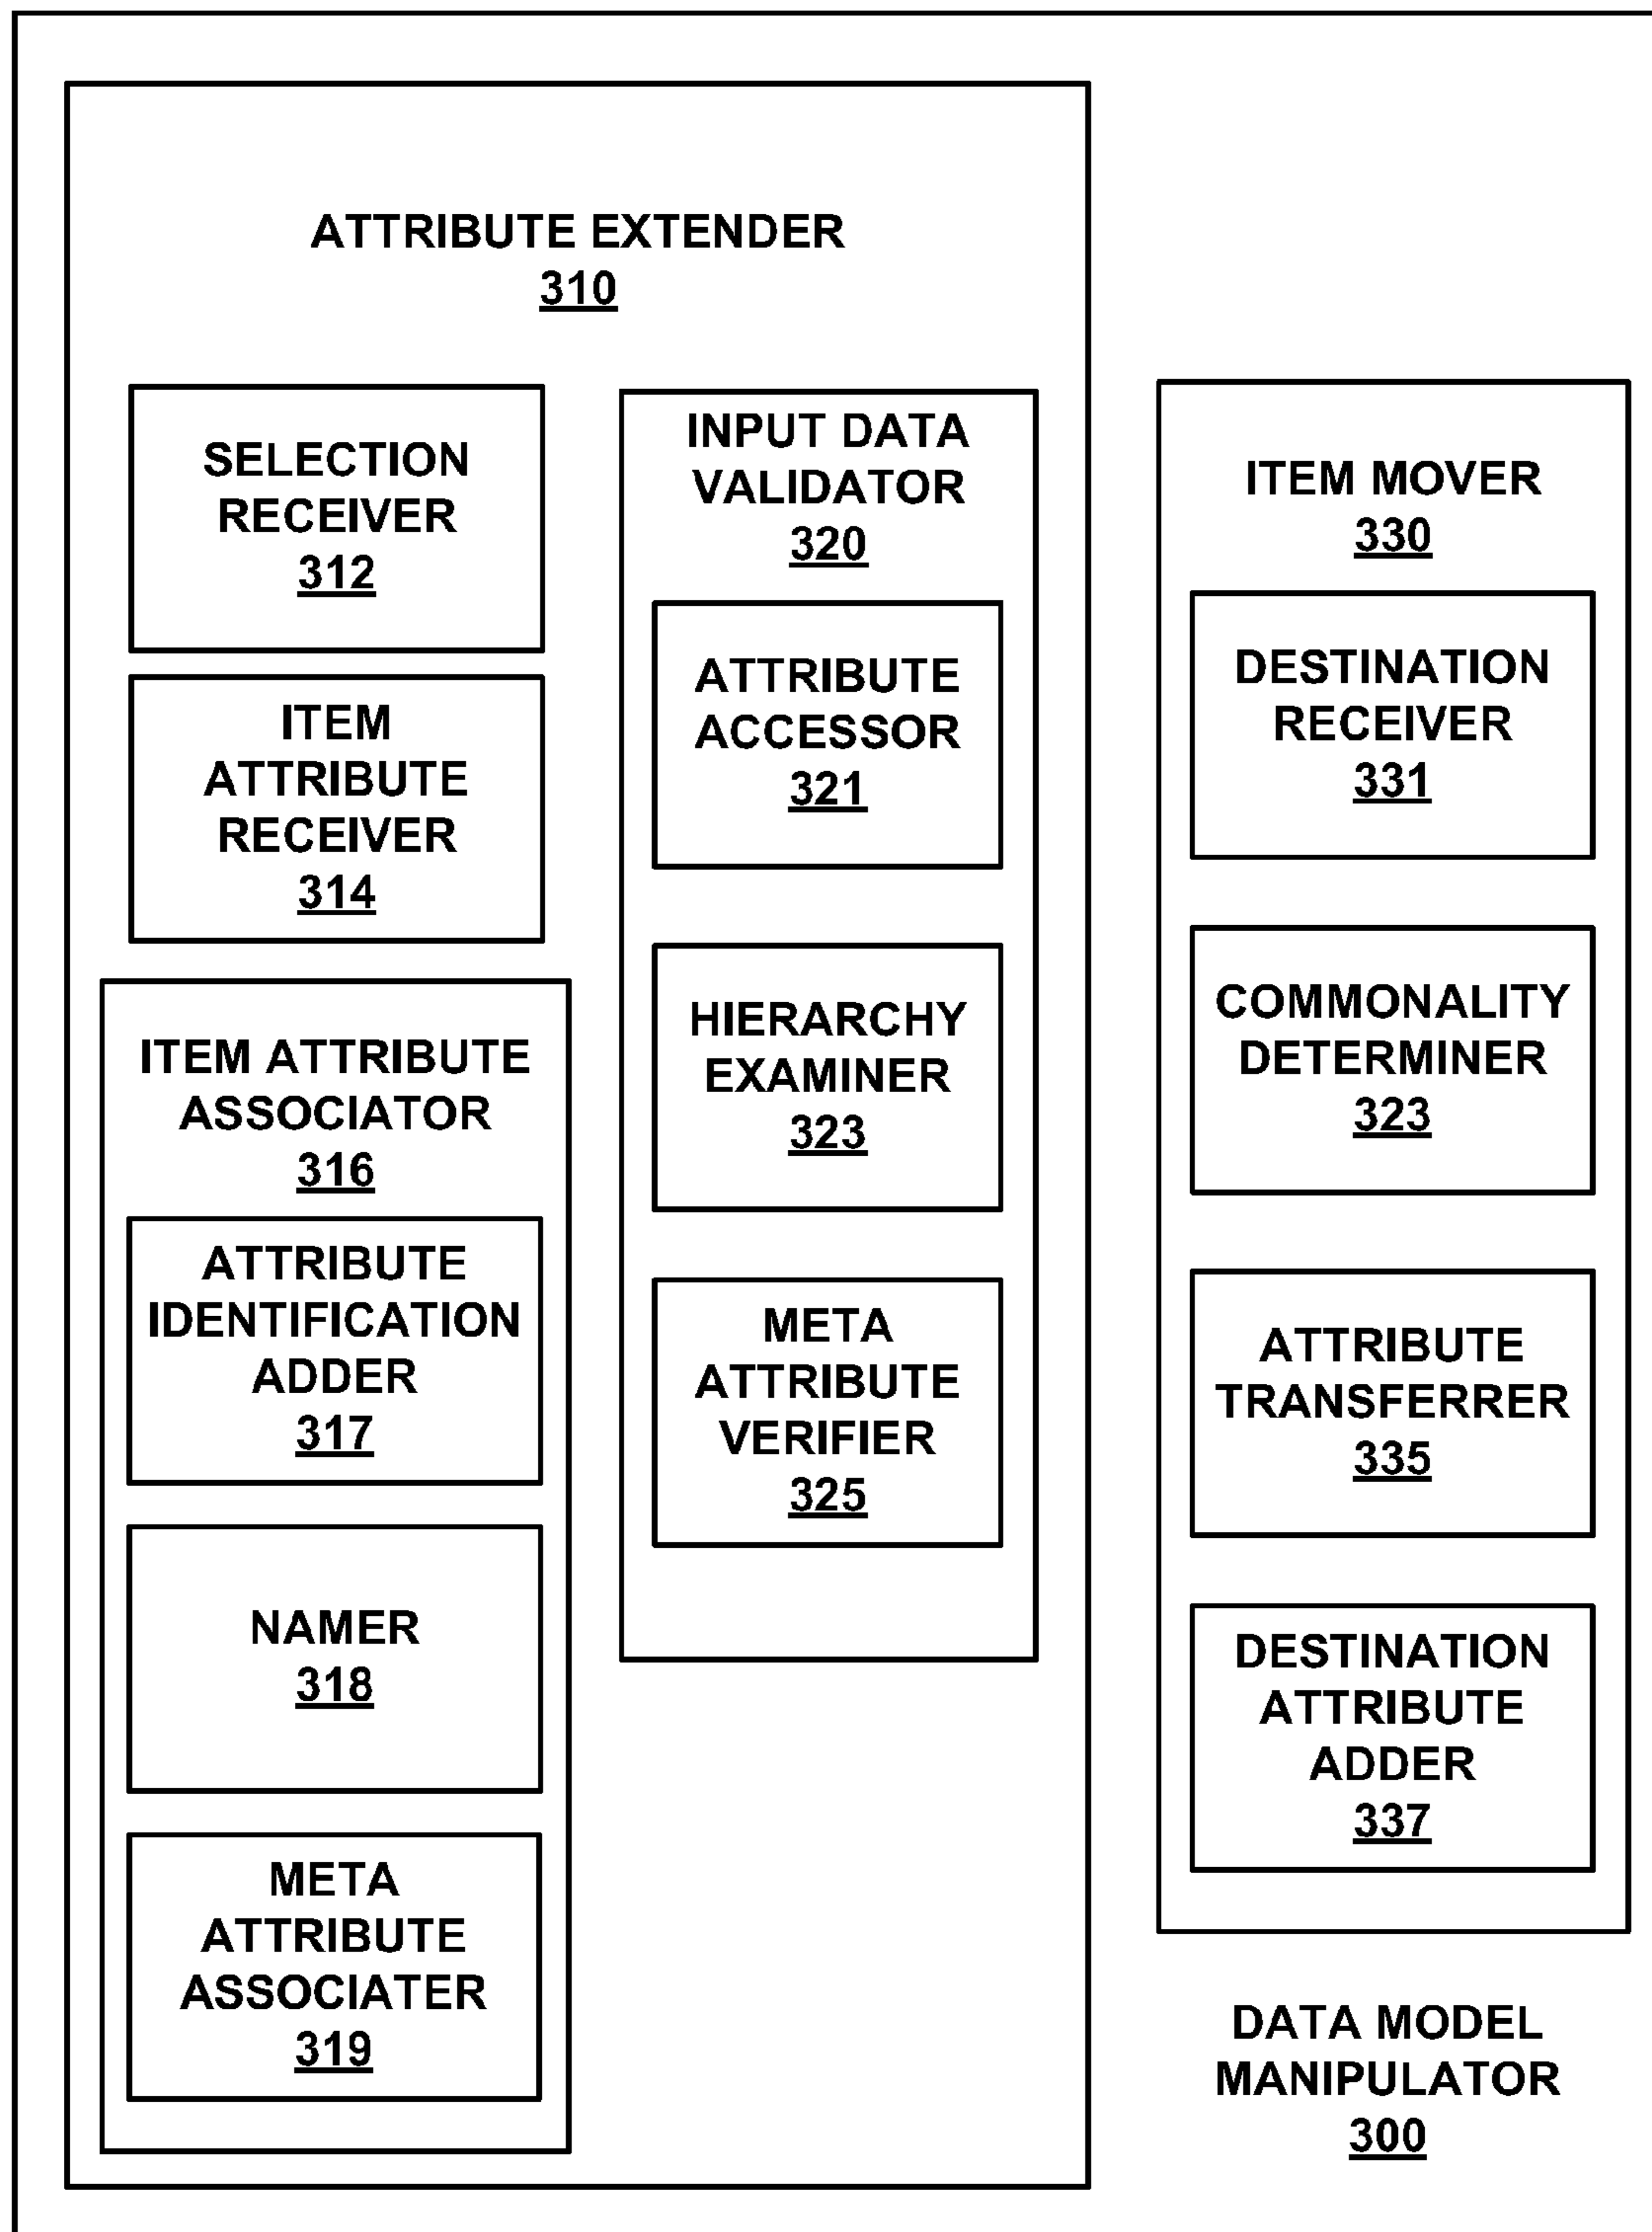 ATTRIBUTE EXTENDER
310
SELECTION
RECEIVER
312
ITEM
ATTRIBUTE
RECEIVER
314
ITEM ATTRIBUTE
ASSOCIATOR
316
ATTRIBUTE
IDENTIFICATION
ADDER
317
NAMER
318
META
ATTRIBUTE
ASSOCIATER
319
INPUT DATA
VALIDATOR
320
ATTRIBUTE
ACCESSOR
321
HIERARCHY
EXAMINER
323
META
ATTRIBUTE
VERIFIER
325
ITEM MOVER
330
DESTINATION
RECEIVER
331
COMMONALITY
DETERMINER
323
ATTRIBUTE
TRANSFERRER
335
DESTINATION
ATTRIBUTE
ADDER
337
DATA MODEL
MANIPULATOR
300